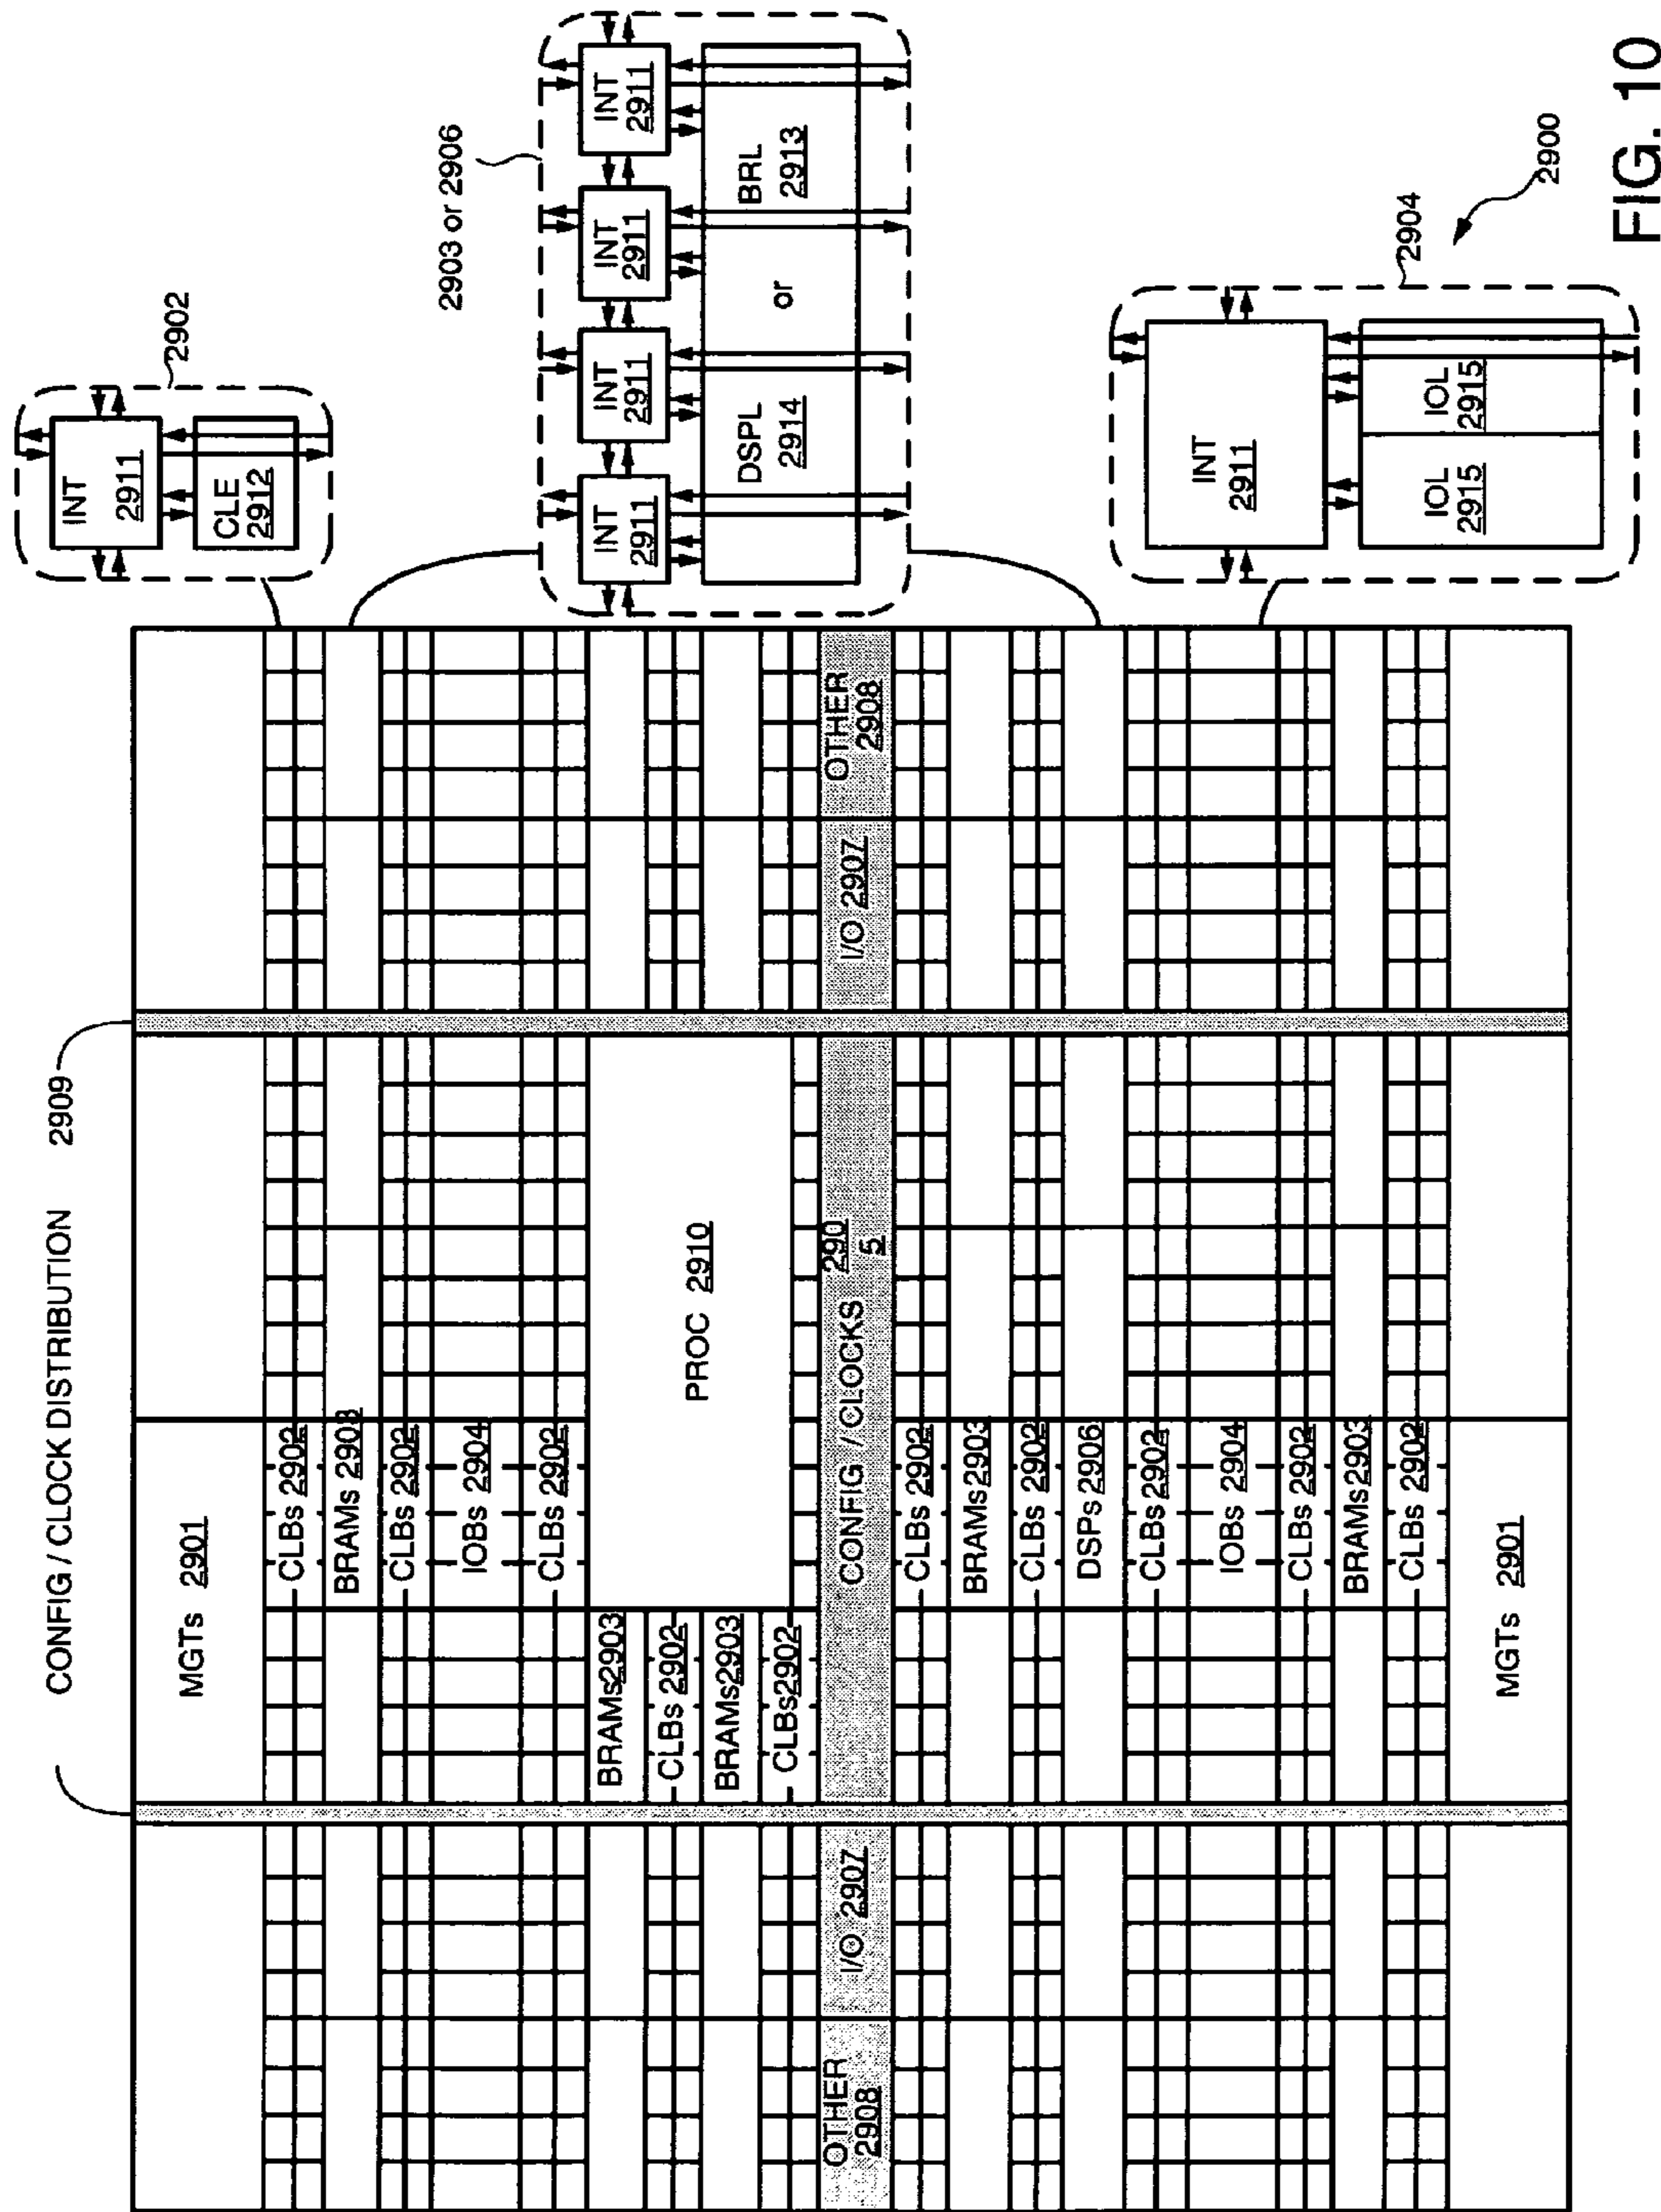 CONFIG / CLOCK DISTRIBUTION 2909
MGTs 2901
CLBs 2902
BRAMs 2903
CLBs 2902
IOBs 2904
CLBs 2902
BRAMs 2903
CLBs 2902
BRAMs 2903
CLBs 2902
PROC 2910
OTHER
2908
I/O 2907
CONFIG / CLOCKS 290
5
I/O 2907
OTHER
2908
CLBs 2902
BRAMs 2903
CLBs 2902
DSPs 2906
CLBs 2902
IOBs 2904
CLBs 2902
BRAMs 2903
CLBs 2902
MGTs 2901
2902
INT
2911
CLE
2912
2903 or 2906
INT
2911
INT
2911
INT
2911
INT
2911
DSPL
2914
or
BRL
2913
2904
INT
2911
IOL
2915
IOL
2915
2900
FIG. 10